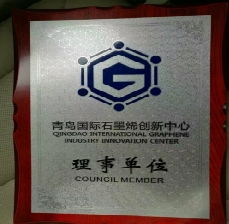 G
青岛国际石墨烯创新中心
QINGDAO INTERNATIONAL GRAPHENE
INDUSTRY INNOVATION CENTER
理事单位
COUNCIL MEMBER